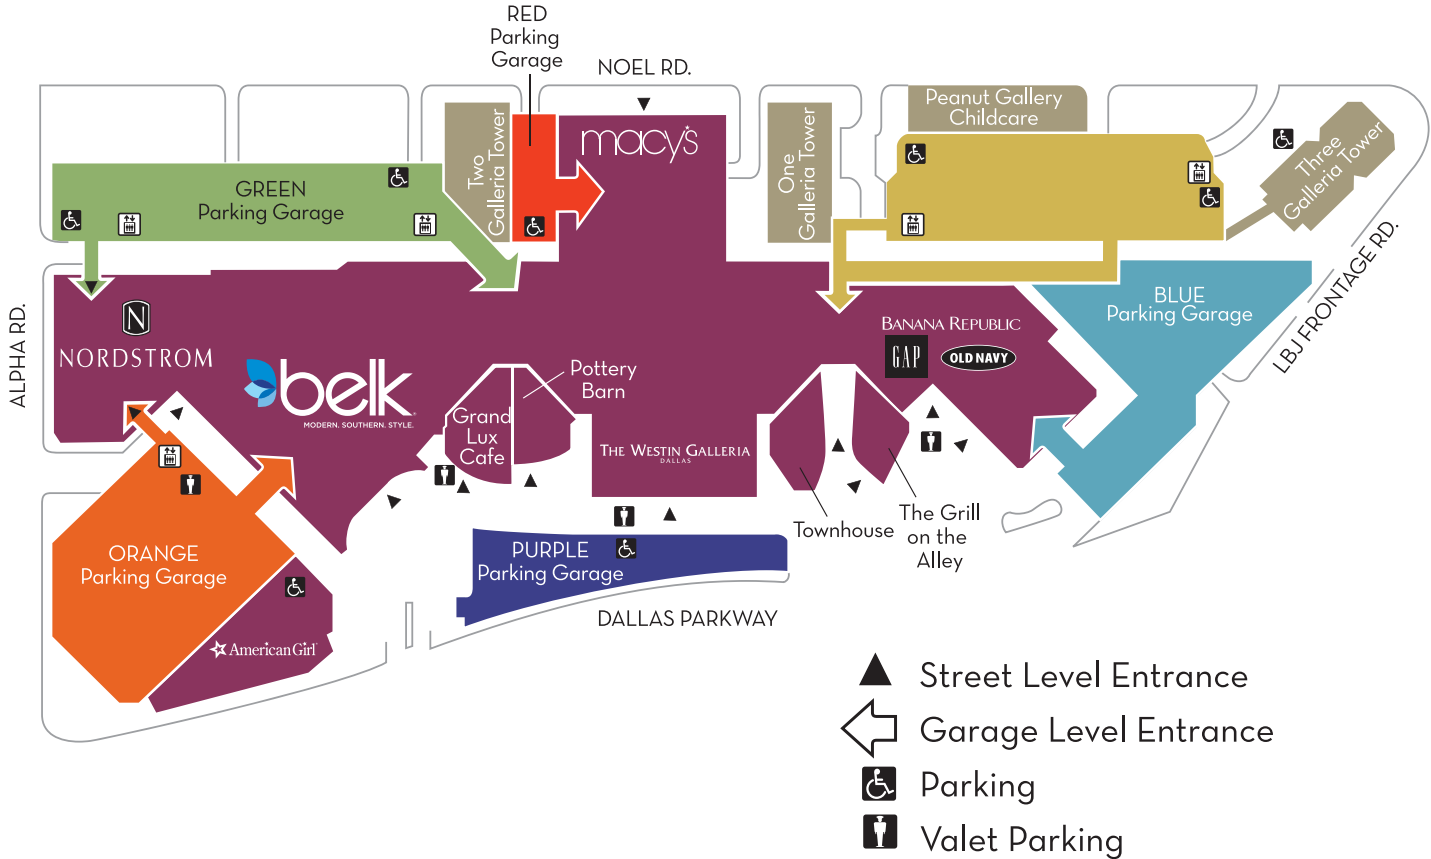 RED
Parking
Garage
NOEL RD.
Two
Galleria Tower
macy's
One
Galleria Tower
Peanut Gallery
Childcare
Three
Galleria Tower
GREEN
Parking Garage
ALPHA RD.
N
NORDSTROM
belk
MODERN. SOUTHERN. STYLE.
Pottery
Barn
Grand
Lux
Cafe
THE WESTIN GALLERIA
DALLAS
BANANA REPUBLIC
GAP
OLD NAVY
BLUE
Parking Garage
LBJ FRONTAGE RD.
Townhouse
The Grill
on the
Alley
ORANGE
Parking Garage
American Girl
PURPLE
Parking Garage
DALLAS PARKWAY
Street Level Entrance
Garage Level Entrance
Parking
Valet Parking